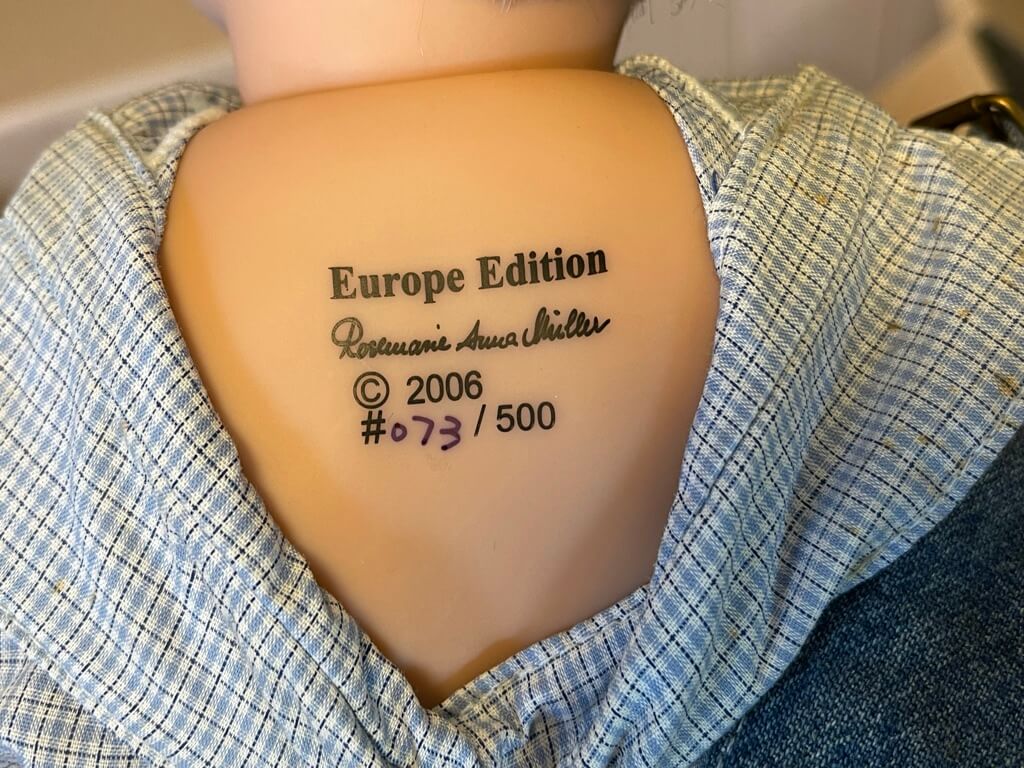 Europe Edition
Rosemarie Anna Müller
© 2006
#073 / 500